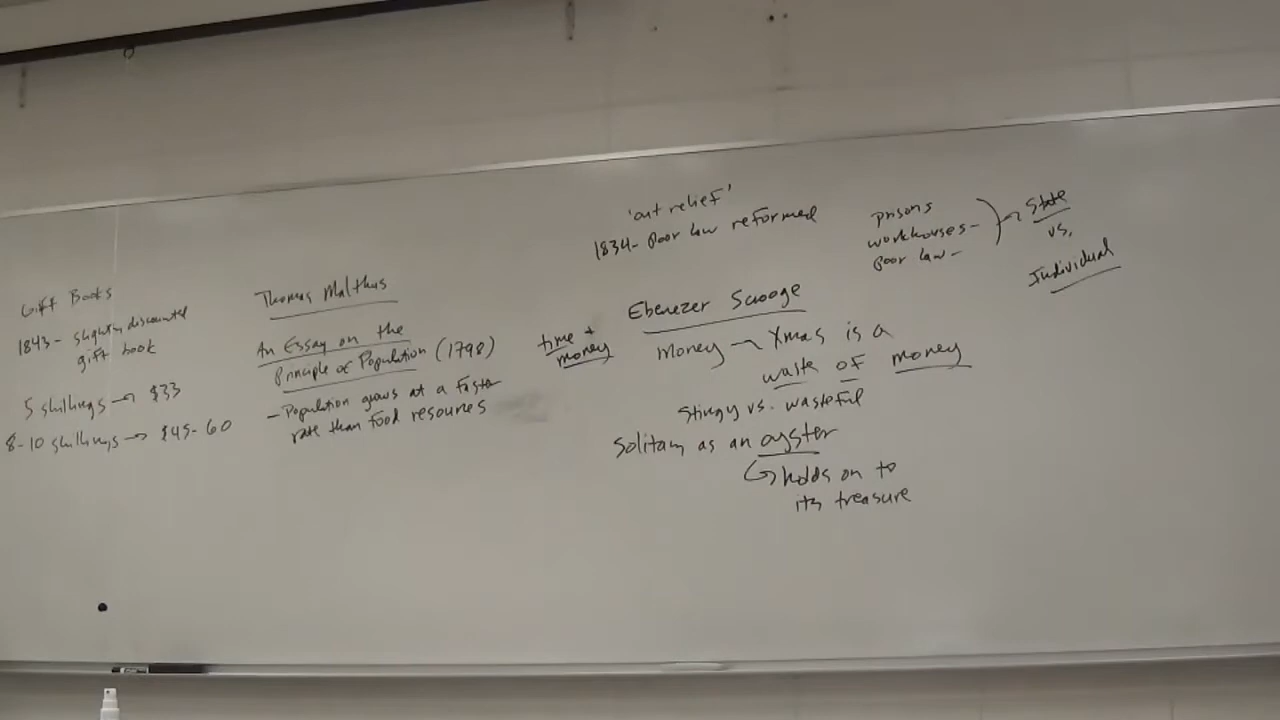 Gift Books
1843- slightly discounted
gift book
5 shillings → $33
8-10 shillings → $45-60
Thomas Malthus
An Essay on the
Principle of Population (1798)
- Population grows at a faster
rate than food resources
'out relief'
1834- Poor law reformed
prisons
workhouses-
Poor law-
State
vs.
Individual
time +
money
Ebenezer Scrooge
money - Xmas is a
waste of money
Stingy vs. wasteful
Solitary as an oyster
↳ holds on to
its treasure